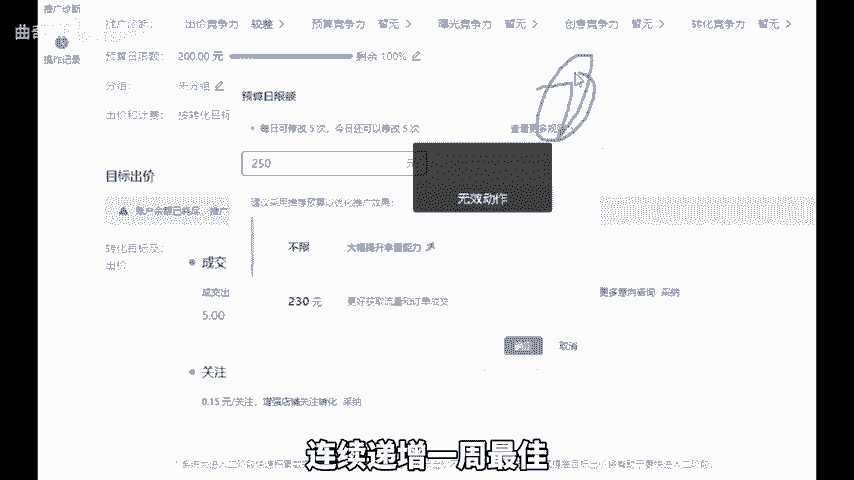 推广诊断
操作记录
推广诊断： 出价竞争力 较差 > 预算竞争力 暂无 > 曝光竞争力 暂无 > 创意竞争力 暂无 > 转化竞争力 暂无 >
预算日限额： 200.00 元 剩余 100%
分组： 未分组
出价和计费： 按转化目标
预算日限额
每日可修改 5 次，今日还可以修改 5 次
查看更多规则
250 元
无效动作
目标出价
账户余额已耗尽，推广
建议采用推荐预算以优化推广效果：
不限 大幅提升拿量能力
转化目标及：
出价
成交
成交出
5.00
230 元 更好获取流量和订单成交
更多意向咨询 采纳
取消
关注
0.15 元/关注，增强店铺关注转化 采纳
连续递增一周最佳